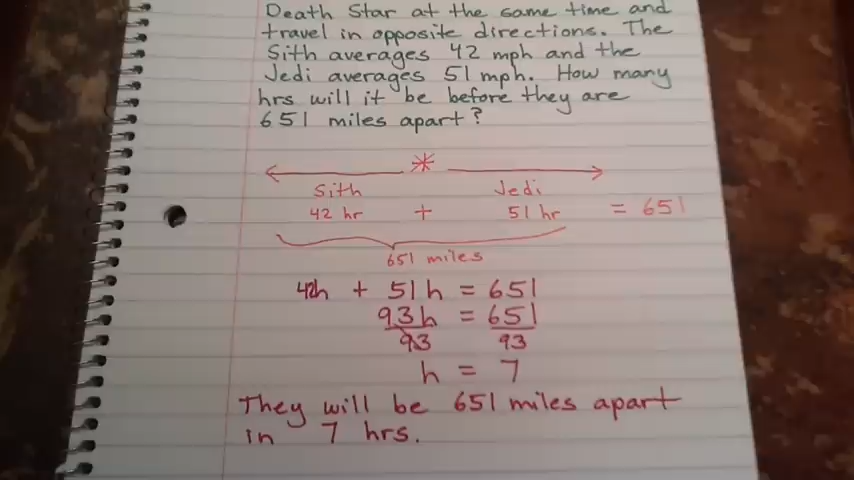 Death Star at the same time and
travel in opposite directions. The
Sith averages 42 mph and the
Jedi averages 51 mph. How many
hrs will it be before they are
651 miles apart?
Sith Jedi
42 hr + 51 hr = 651
651 miles
42h + 51h = 651
93h = 651
93 93
h = 7
They will be 651 miles apart
in 7 hrs.